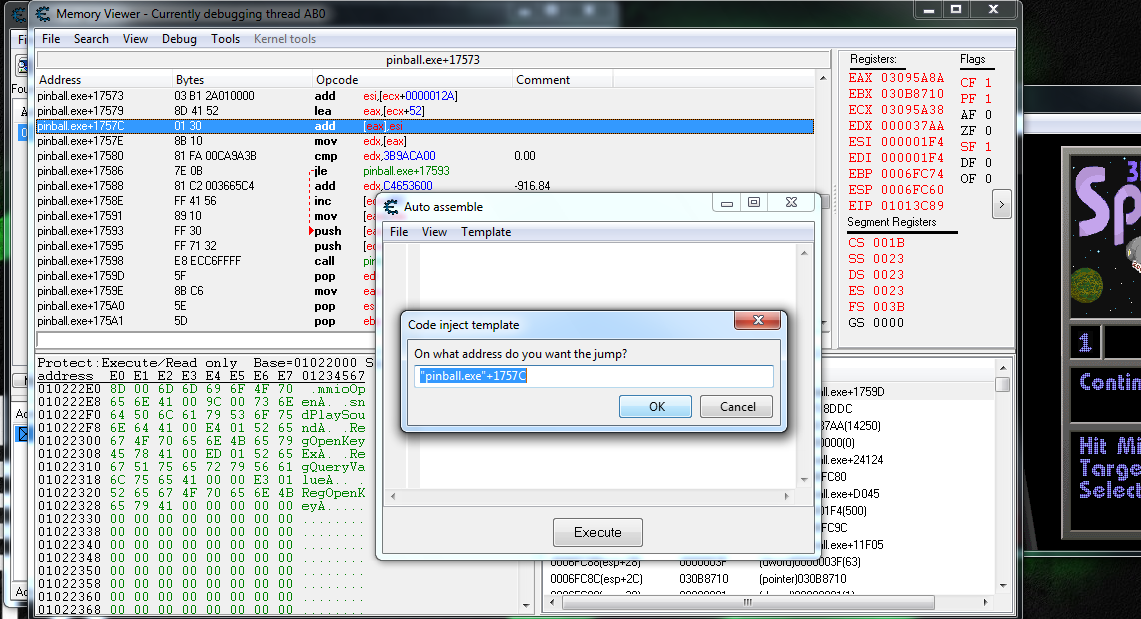 Memory Viewer - Currently debugging thread AB0
File Search View Debug Tools Kernel tools
pinball.exe+17573
Address Bytes Opcode Comment
pinball.exe+17573 03 B1 2A010000 add esi,[ecx+0000012A]
pinball.exe+17579 8D 41 52 lea eax,[ecx+52]
pinball.exe+1757C 01 30 add [eax],esi
pinball.exe+1757E 8B 10 mov edx,[eax]
pinball.exe+17580 81 FA 00CA9A3B cmp edx,3B9ACA00 0.00
pinball.exe+17586 7E 0B jle pinball.exe+17593
pinball.exe+17588 81 C2 003665C4 add edx,C4653600 -916.84
pinball.exe+1758E FF 41 56 inc
pinball.exe+17591 89 10 mov
pinball.exe+17593 FF 30 push
pinball.exe+17595 FF 71 32 push
pinball.exe+17598 E8 ECC6FFFF call
pinball.exe+1759D 5F pop
pinball.exe+1759E 8B C6 mov
pinball.exe+175A0 5E pop
pinball.exe+175A1 5D pop
Registers: Flags
EAX 03095A8A CF 1
EBX 030B8710 PF 1
ECX 03095A38 AF 0
EDX 000037AA ZF 0
ESI 000001F4 SF 1
EDI 000001F4 DF 0
EBP 0006FC74 OF 0
ESP 0006FC60
EIP 01013C89
>
Segment Registers
CS 001B
SS 0023
DS 0023
ES 0023
FS 003B
GS 0000
Auto assemble
File View Template
Code inject template
On what address do you want the jump?
"pinball.exe"+1757C
OK Cancel
Execute
Protect:Execute/Read only Base=01022000 S
address E0 E1 E2 E3 E4 E5 E6 E7 01234567
010222E0 8D 00 6D 6D 69 6F 4F 70 ..mmioOp
010222E8 65 6E 41 00 9C 00 73 6E enA...sn
010222F0 64 50 6C 61 79 53 6F 75 dPlaySou
010222F8 6E 64 41 00 E4 01 52 65 ndA...Re
01022300 67 4F 70 65 6E 4B 65 79 gOpenKey
01022308 45 78 41 00 ED 01 52 65 ExA...Re
01022310 67 51 75 65 72 79 56 61 gQueryVa
01022318 6C 75 65 41 00 00 E3 01 lueA....
01022320 52 65 67 4F 70 65 6E 4B RegOpenK
01022328 65 79 41 00 00 00 00 00 eyA.....
01022330 00 00 00 00 00 00 00 00 ........
01022338 00 00 00 00 00 00 00 00 ........
01022340 00 00 00 00 00 00 00 00 ........
01022348 00 00 00 00 00 00 00 00 ........
01022350 00 00 00 00 00 00 00 00 ........
01022358 00 00 00 00 00 00 00 00 ........
01022360 00 00 00 00 00 00 00 00 ........
01022368 00 00 00 00 00 00 00 00 ........
ll.exe+1759D
8DDC
37AA(14250)
0000(0)
ll.exe+24124
FC80
ll.exe+D045
01F4(500)
FC9C
ll.exe+11F05
0006FC88(esp+28) 0000003F (dword)0000003F(63)
0006FC8C(esp+2C) 030B8710 (pointer)030B8710
3
Sp
1
Contin
Hit Mi
Targe
Select